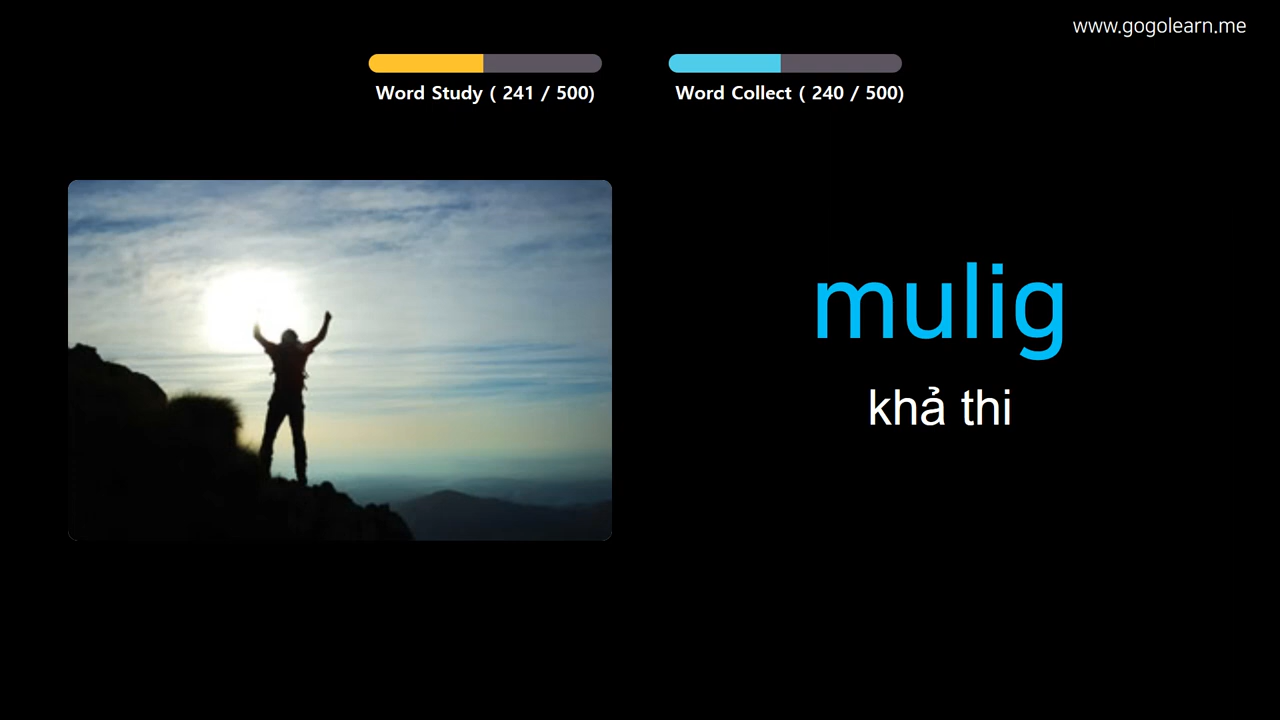 www.gogolearn.me
Word Study ( 241 / 500)
Word Collect ( 240 / 500)
mulig
khả thi